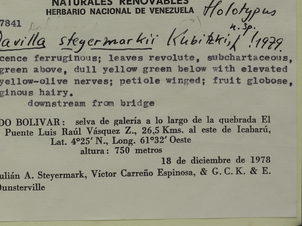 NATURALES RENOVABLES
HERBARIO NACIONAL DE VENEZUELA
Holotypus
n. sp.
7841
Davilla steyermarkii Kubitzki, 1979
cence ferruginous; leaves revolute, subchartaceous,
green above, dull yellow green below with elevated
yellow-olive nerves; petiole winged; fruit globose,
ginous hairy.
downstream from bridge
DO BOLIVAR: selva de galería a lo largo de la quebrada El
Puente Luis Raúl Vásquez Z., 26,5 Kms. al este de Icabarú,
Lat. 4°25' N., Long. 61°32' Oeste
altura: 750 metros
18 de diciembre de 1978
ulián A. Steyermark, Víctor Carreño Espinosa, & G. C. K. & E.
unsterville